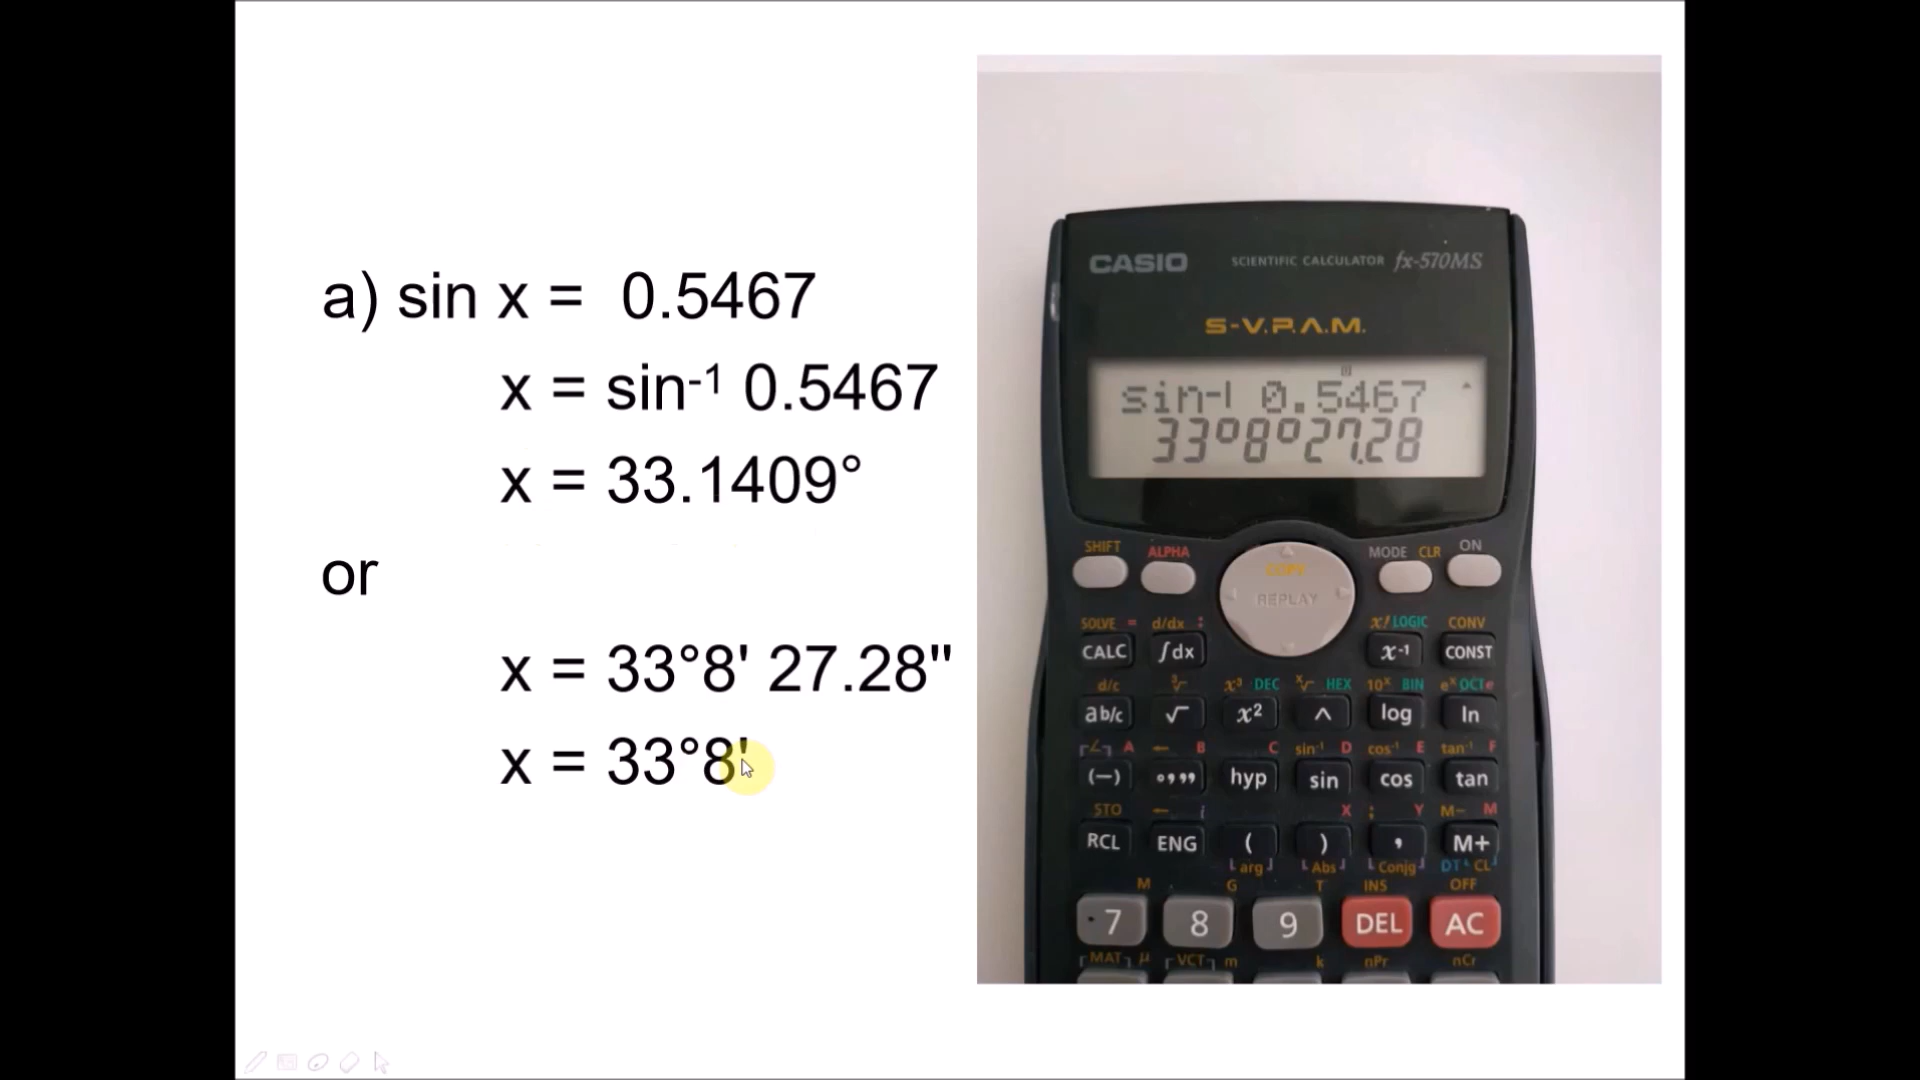 a) sin x = 0.5467
x = sin⁻¹ 0.5467
x = 33.1409°
or
x = 33°8' 27.28"
x = 33°8'
CASIO SCIENTIFIC CALCULATOR fx-570MS
S-V.P.A.M.
sin-1 0.5467
33°8°27.28
SHIFT ALPHA MODE CLR ON
COPY
REPLAY
SOLVE = d/dx : x! LOGIC CONV
CALC ∫dx x⁻¹ CONST
d/c ³√ x³ DEC ˣ√ HEX 10ˣ BIN eˣ OCT e
ab/c √ x² ^ log ln
∠ A ← B C sin⁻¹ D cos⁻¹ E tan⁻¹ F
(−) °,,, hyp sin cos tan
STO ← i X ; Y M− M
RCL ENG ( ) , M+
arg Abs Conjg DT CL
M G T INS OFF
7 8 9 DEL AC
MAT μ VCT m k nPr nCr